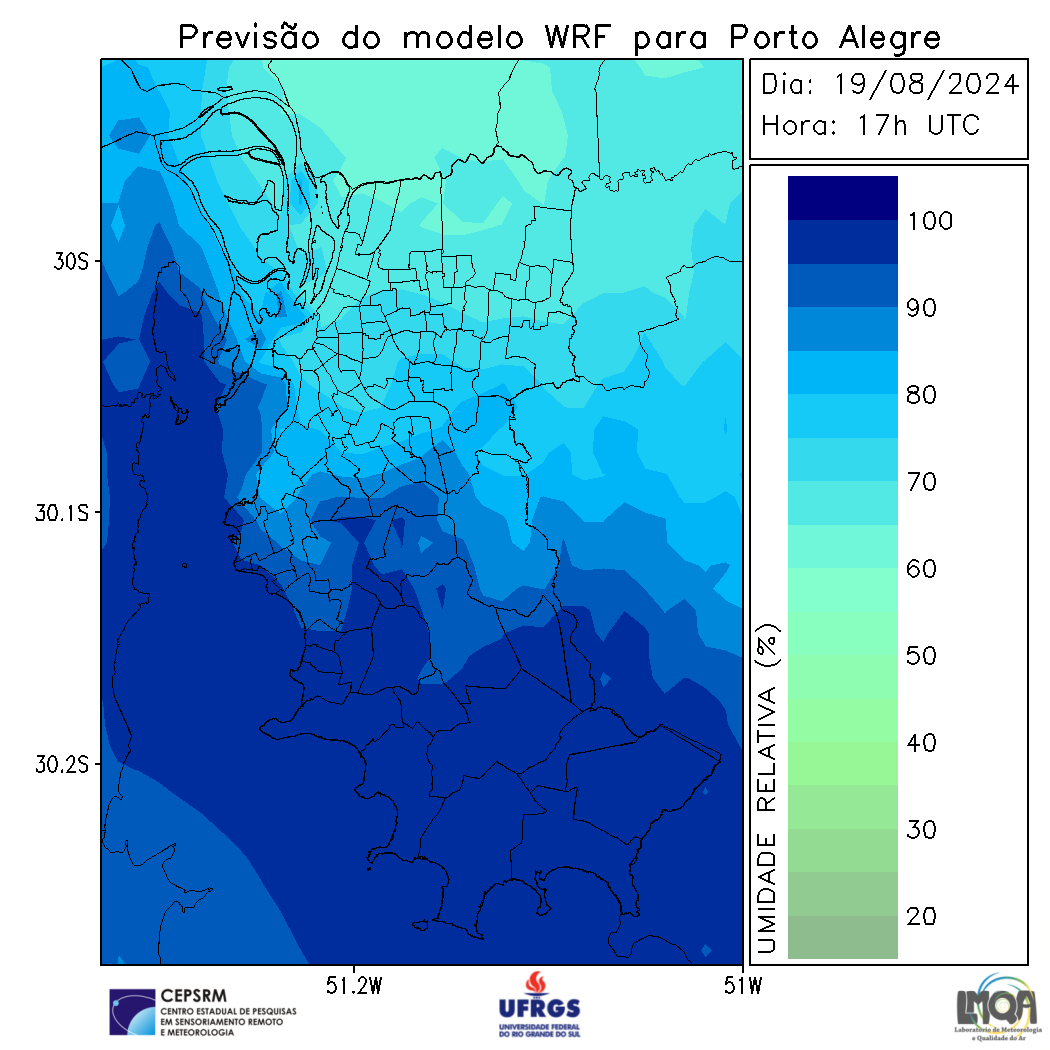 Previsão do modelo WRF para Porto Alegre
Dia: 19/08/2024
Hora: 17h UTC
30S
30.1S
30.2S
51.2W
51W
100
90
80
70
60
50
40
30
20
UMIDADE RELATIVA (%)
CEPSRM
CENTRO ESTADUAL DE PESQUISAS
EM SENSORIAMENTO REMOTO
E METEOROLOGIA
UFRGS
UNIVERSIDADE FEDERAL
DO RIO GRANDE DO SUL
LMQA
Laboratório de Meteorologia
e Qualidade do Ar